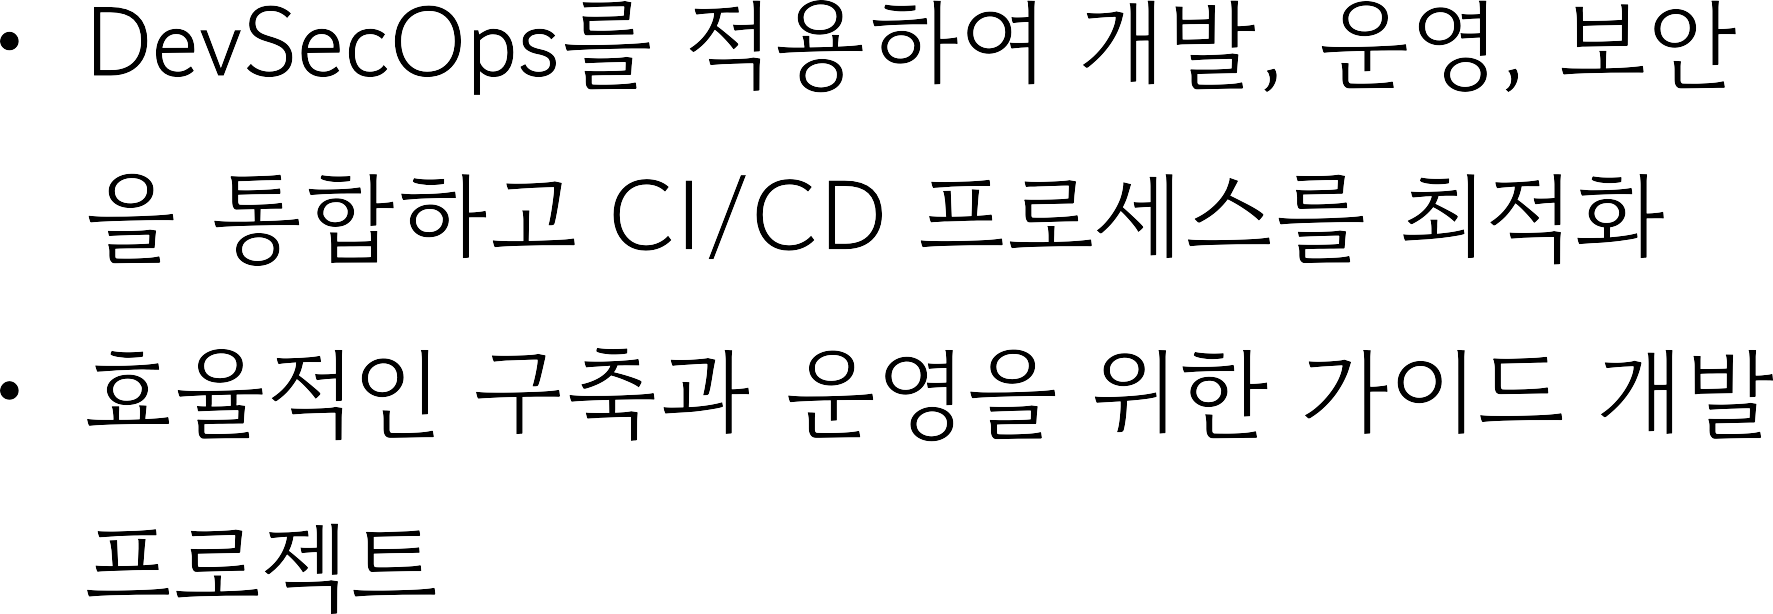 • DevSecOps를 적용하여 개발, 운영, 보안
을 통합하고 CI/CD 프로세스를 최적화
• 효율적인 구축과 운영을 위한 가이드 개발
프로젝트